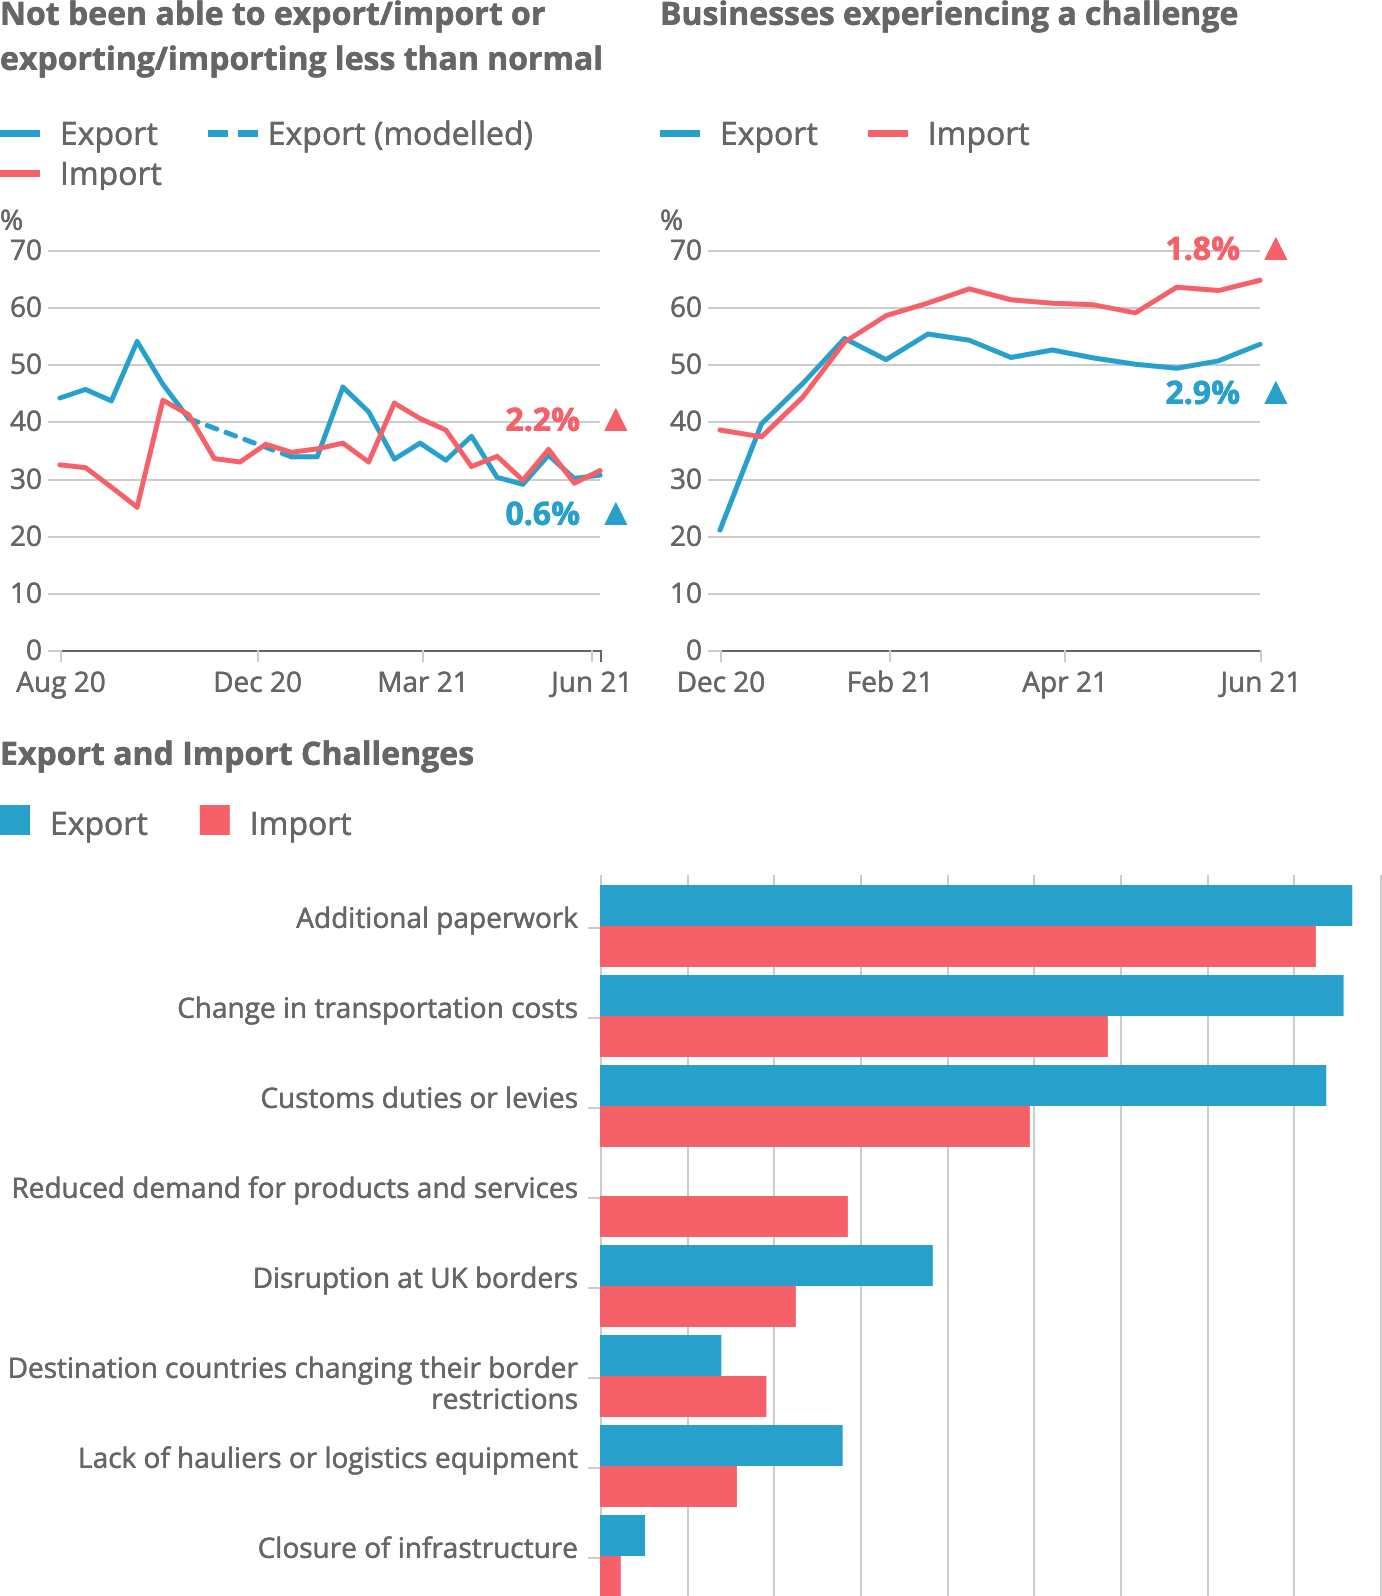 Not been able to export/import or
exporting/importing less than normal
Export
Export (modelled)
Import
%
70
60
50
40
30
20
10
0
2.2% ▲
0.6% ▲
Aug 20
Dec 20
Mar 21
Jun 21
Businesses experiencing a challenge
Export
Import
%
70
60
50
40
30
20
10
0
1.8% ▲
2.9% ▲
Dec 20
Feb 21
Apr 21
Jun 21
Export and Import Challenges
Export
Import
Additional paperwork
Change in transportation costs
Customs duties or levies
Reduced demand for products and services
Disruption at UK borders
Destination countries changing their border
restrictions
Lack of hauliers or logistics equipment
Closure of infrastructure